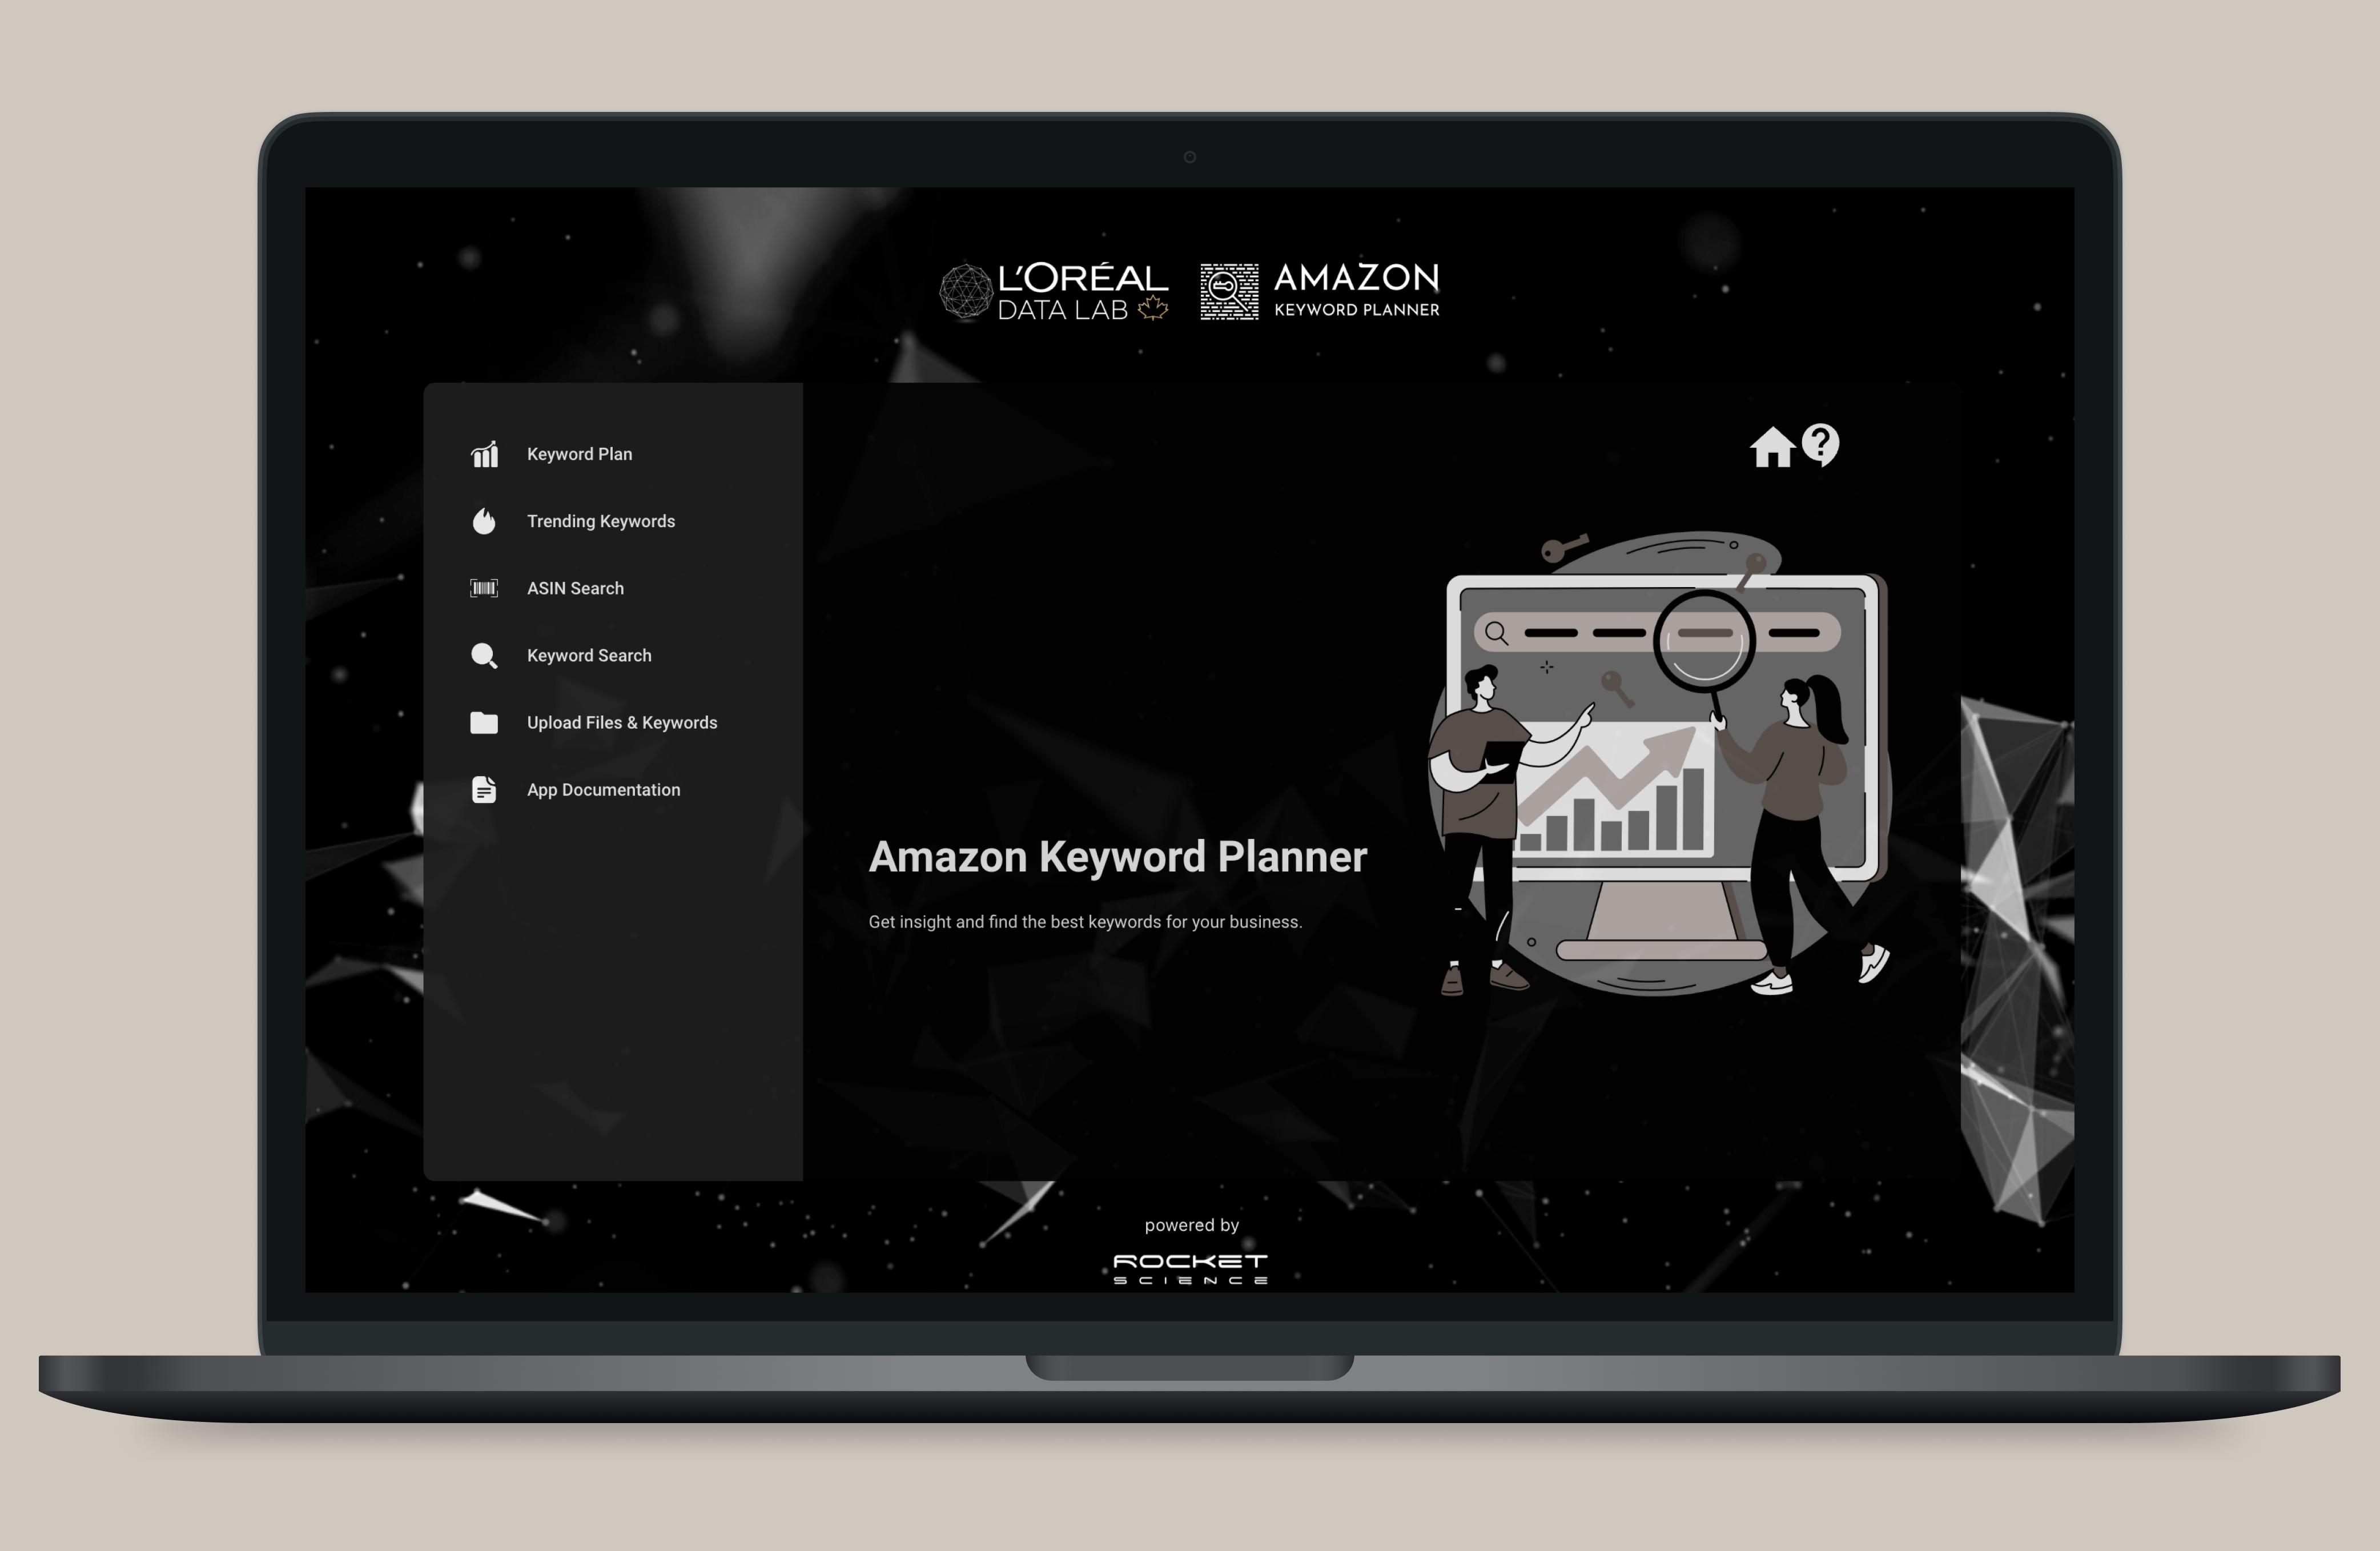 L'ORÉAL
DATA LAB
AMAZON
KEYWORD PLANNER
Keyword Plan
Trending Keywords
ASIN Search
Keyword Search
Upload Files & Keywords
App Documentation
?
Amazon Keyword Planner
Get insight and find the best keywords for your business.
powered by
ROCKET
SCIENCE